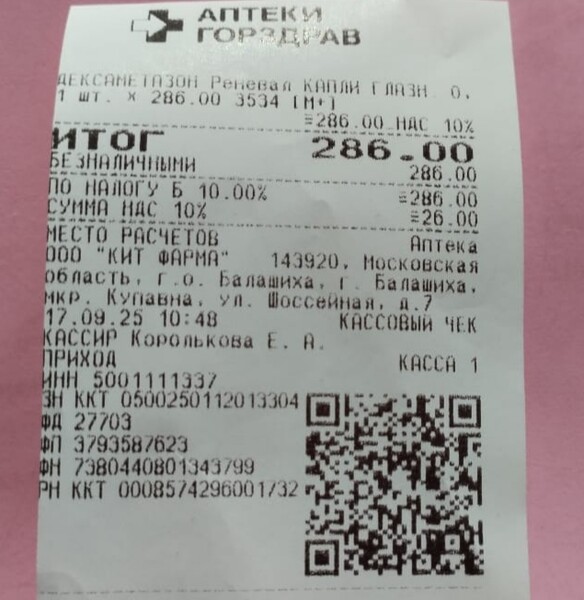 АПТЕКИ
ГОРЗДРАВ
ДЕКСАМЕТАЗОН Реневал КАПЛИ ГЛАЗН 0,
1 шт. × 286.00 3534 [М+]
=286.00 НДС 10%
ИТОГ 286.00
БЕЗНАЛИЧНЫМИ 286.00
ПО НАЛОГУ Б 10.00% =286.00
СУММА НДС 10% =26.00
МЕСТО РАСЧЕТОВ Аптека
ООО "КИТ ФАРМА" 143920, Московская
область, г.о. Балашиха, г. Балашиха,
мкр. Купавна, ул. Шоссейная, д.7
17.09.25 10:48 КАССОВЫЙ ЧЕК
КАССИР Королькова Е. А.
ПРИХОД КАССА 1
ИНН 5001111337
ЗН ККТ 0500250112013304
ФД 27703
ФП 3793587623
ФН 7380440801343799
РН ККТ 0008574296001732